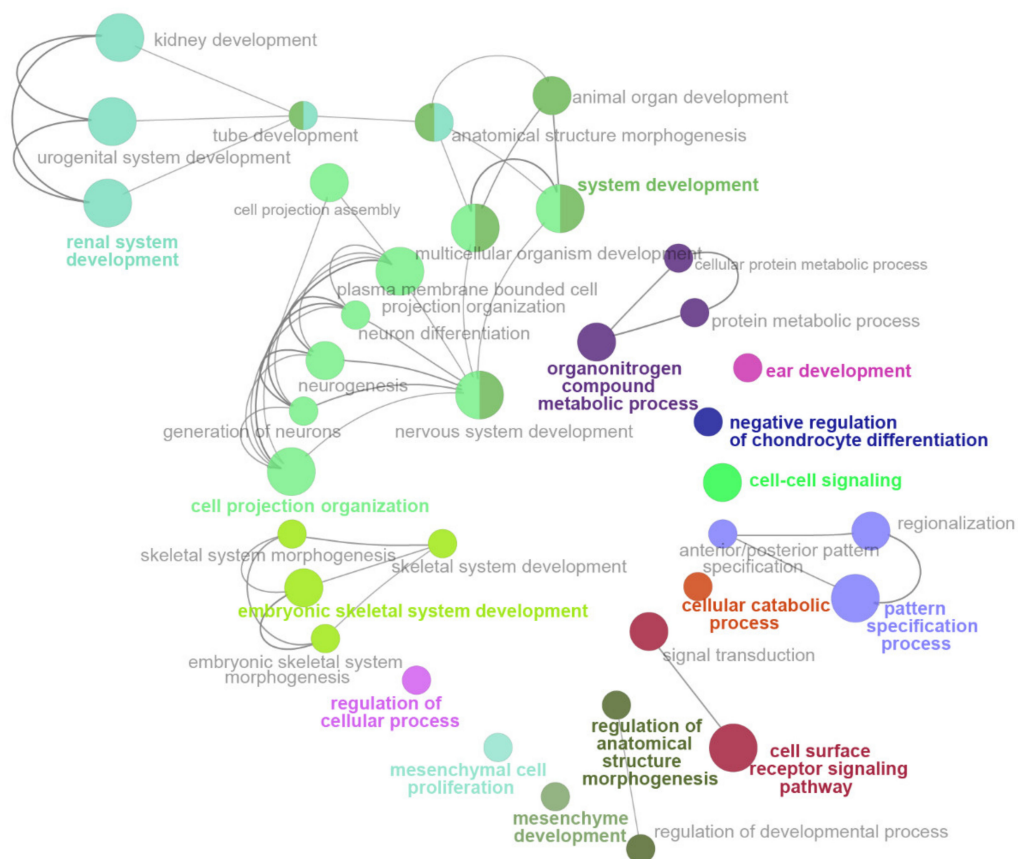 kidney development
animal organ development
tube development
anatomical structure morphogenesis
urogenital system development
system development
cell projection assembly
renal system
development
multicellular organism development
cellular protein metabolic process
plasma membrane bounded cell
projection organization
protein metabolic process
neuron differentiation
organonitrogen
compound
metabolic process
ear development
neurogenesis
negative regulation
of chondrocyte differentiation
generation of neurons
nervous system development
cell-cell signaling
cell projection organization
regionalization
skeletal system morphogenesis
anterior/posterior pattern
specification
skeletal system development
cellular catabolic
process
embryonic skeletal system development
pattern
specification
process
signal transduction
embryonic skeletal system
morphogenesis
regulation of
cellular process
regulation of
anatomical
structure
morphogenesis
cell surface
receptor signaling
pathway
mesenchymal cell
proliferation
mesenchyme
development
regulation of developmental process